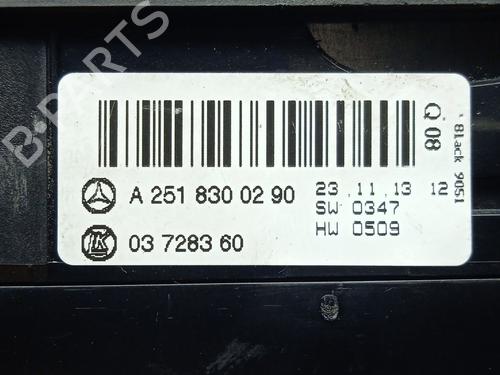 A 251 830 02 90
23 .11 .13 12
SW 0347
03 7283 60
HW 0509
Q 08
Black 9051
B-PARTS